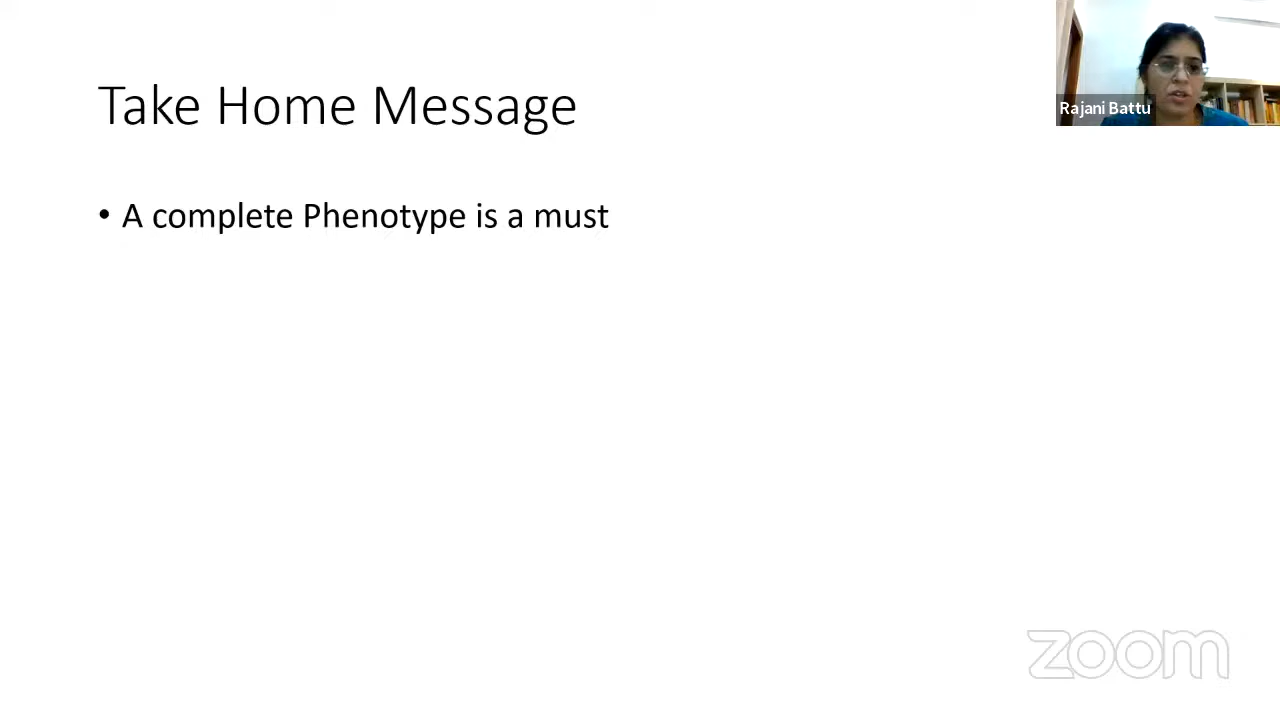 Take Home Message
Rajani Battu
• A complete Phenotype is a must
zoom